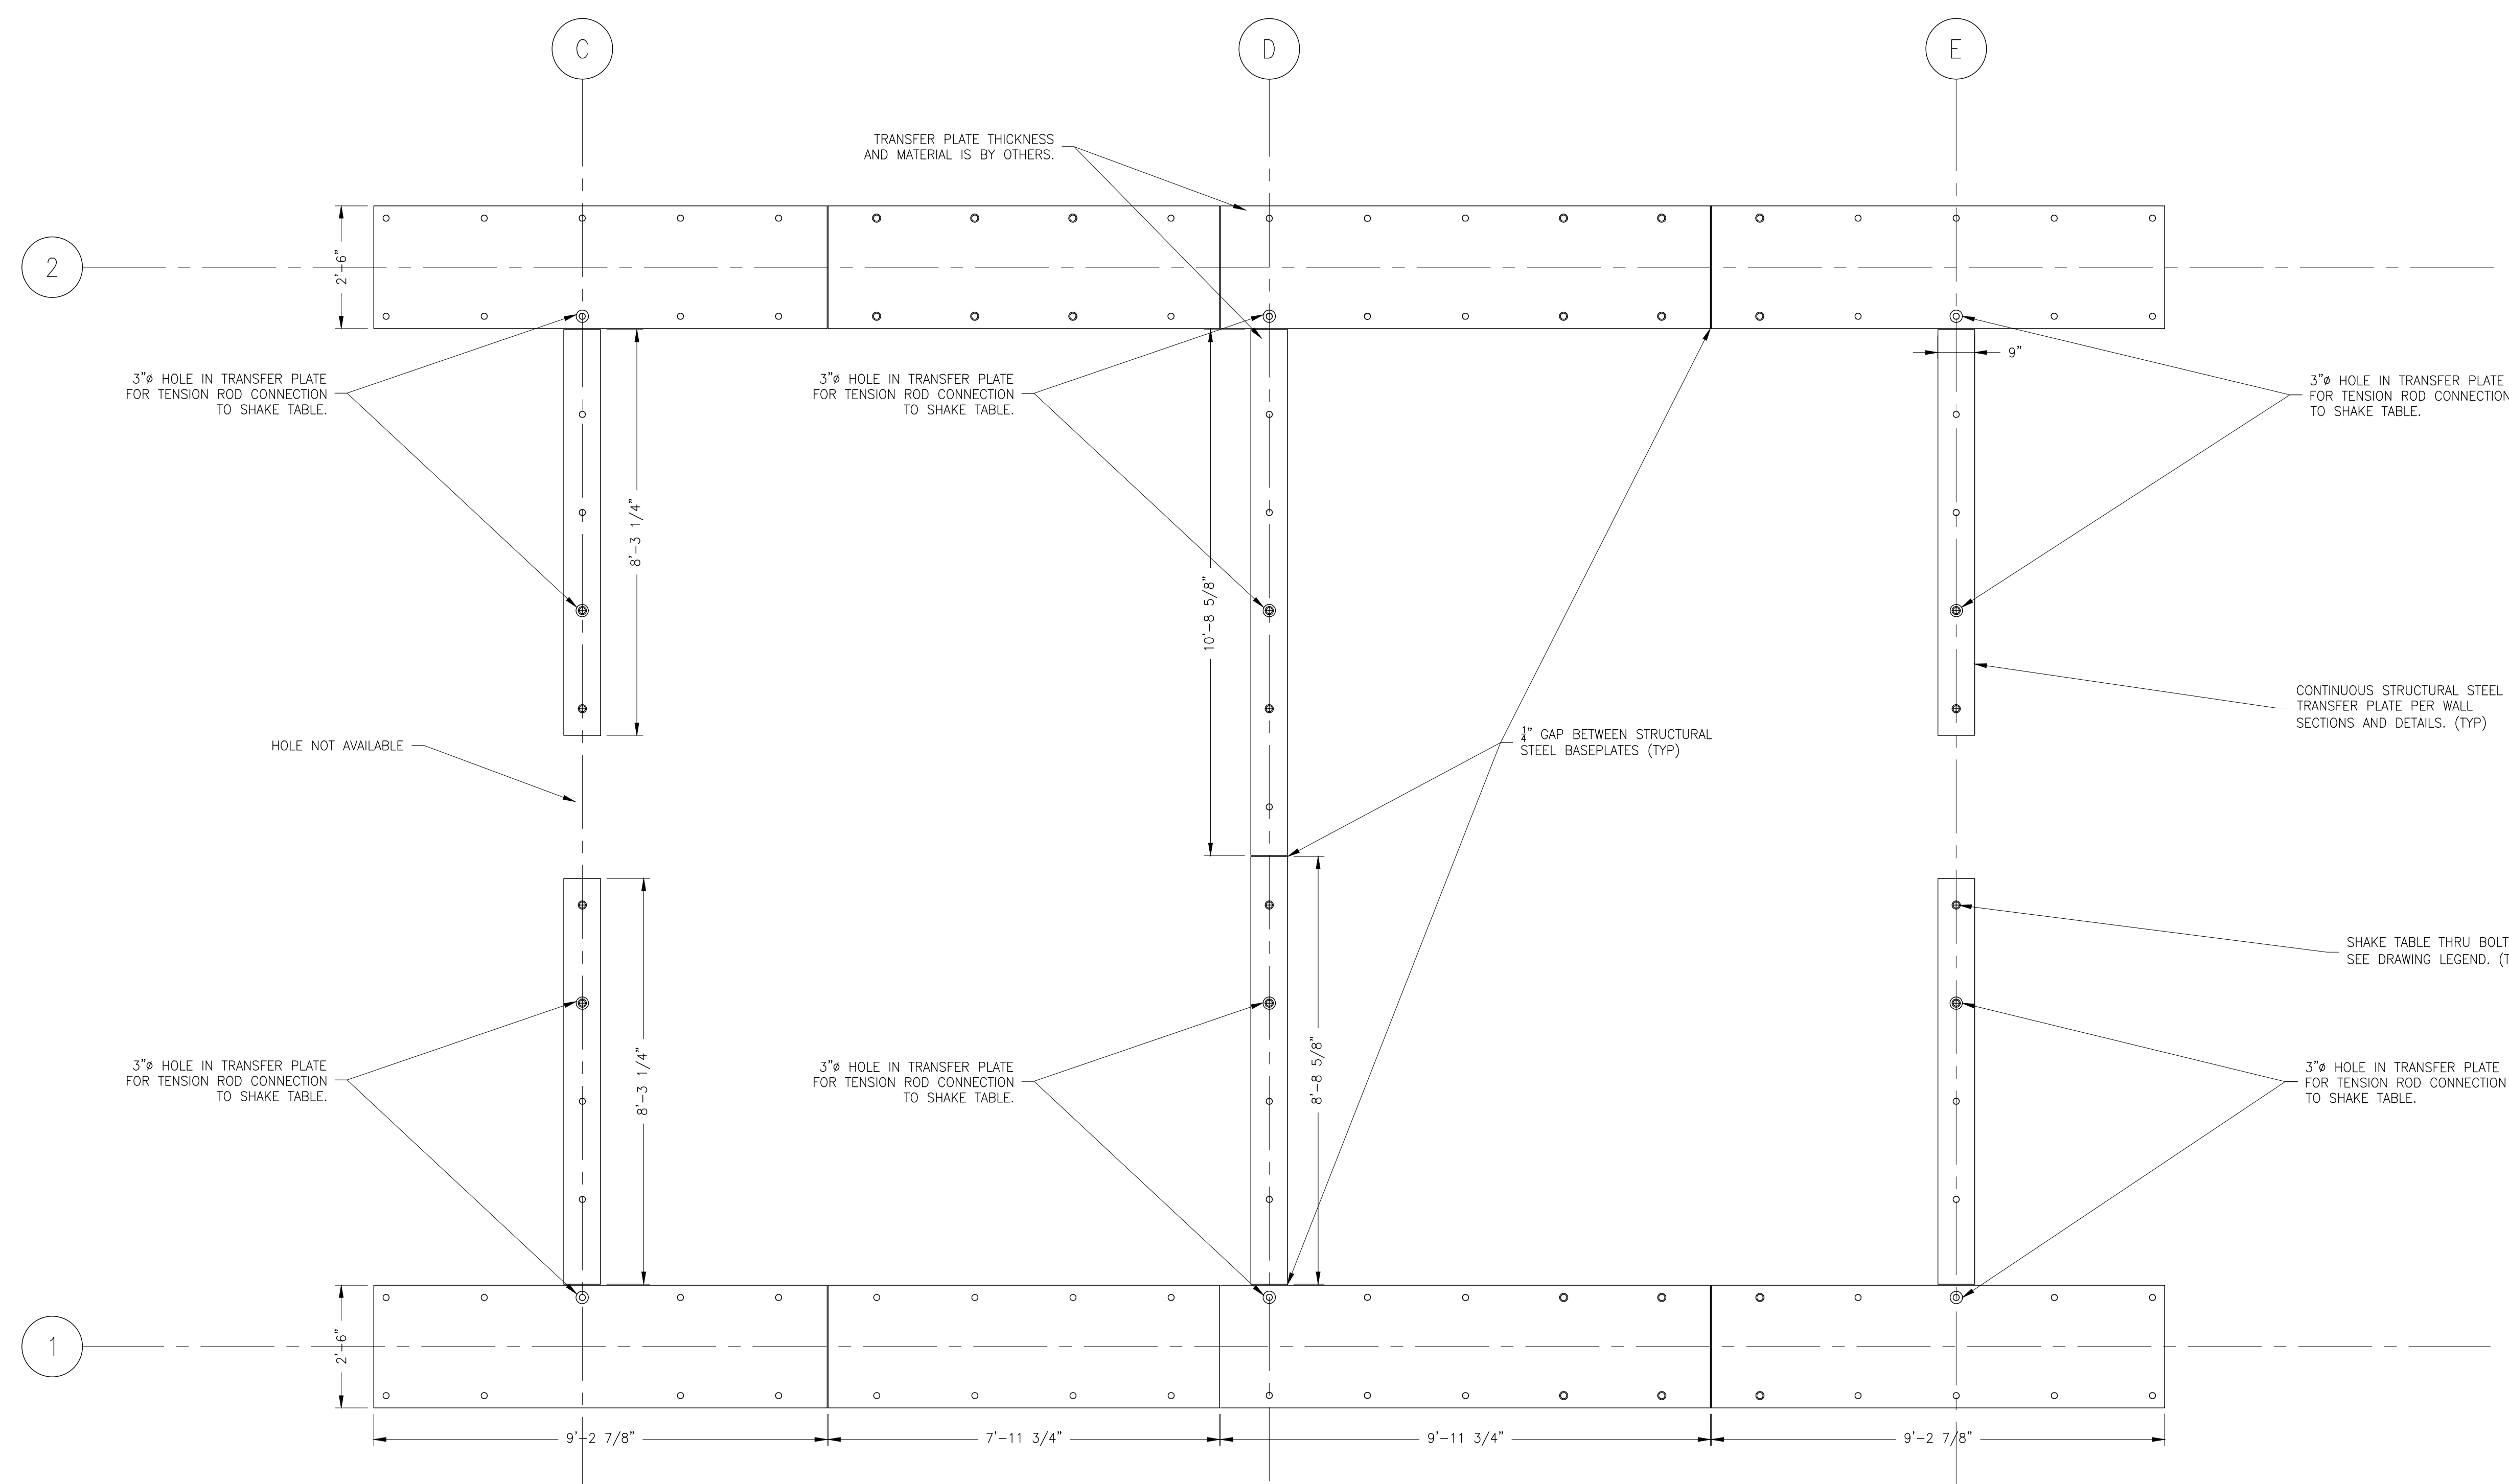 C
D
E
TRANSFER PLATE THICKNESS
AND MATERIAL IS BY OTHERS.
2
2'-6"
9"
3"ø HOLE IN TRANSFER PLATE
FOR TENSION ROD CONNECTION
TO SHAKE TABLE.
3"ø HOLE IN TRANSFER PLATE
FOR TENSION ROD CONNECTION
TO SHAKE TABLE.
3"ø HOLE IN TRANSFER PLATE
FOR TENSION ROD CONNECTION
TO SHAKE TABLE.
8'-3 1/4"
10'-8 5/8"
CONTINUOUS STRUCTURAL STEEL
TRANSFER PLATE PER WALL
SECTIONS AND DETAILS. (TYP)
HOLE NOT AVAILABLE
1/4" GAP BETWEEN STRUCTURAL
STEEL BASEPLATES (TYP)
SHAKE TABLE THRU BOLT
SEE DRAWING LEGEND. (T
3"ø HOLE IN TRANSFER PLATE
FOR TENSION ROD CONNECTION
TO SHAKE TABLE.
8'-3 1/4"
3"ø HOLE IN TRANSFER PLATE
FOR TENSION ROD CONNECTION
TO SHAKE TABLE.
8'-8 5/8"
3"ø HOLE IN TRANSFER PLATE
FOR TENSION ROD CONNECTION
TO SHAKE TABLE.
1
2'-6"
9'-2 7/8"
7'-11 3/4"
9'-11 3/4"
9'-2 7/8"